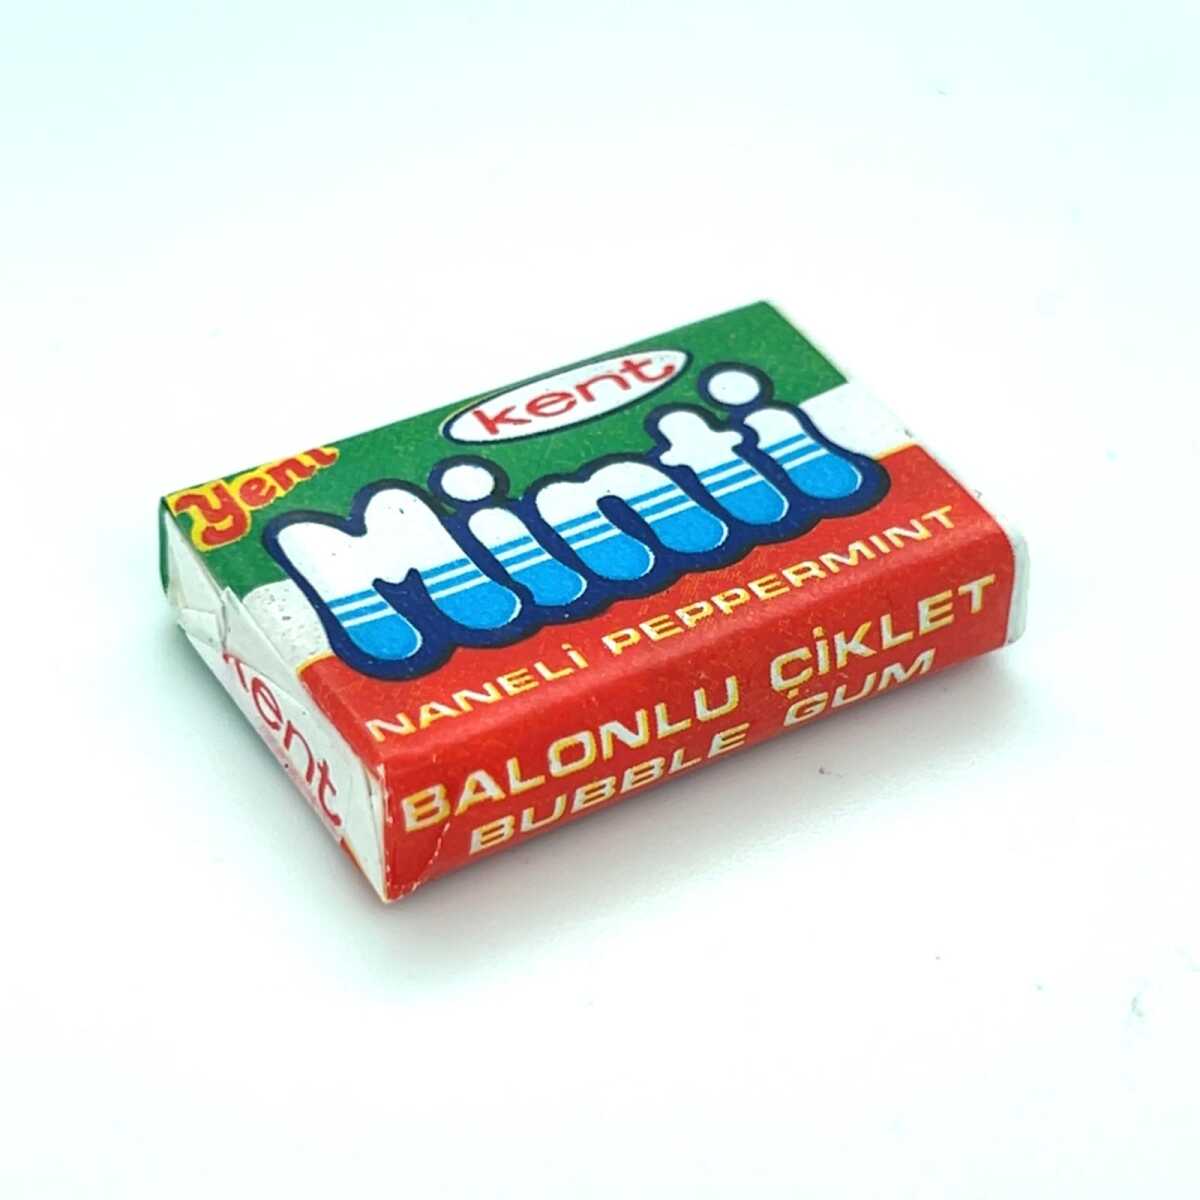 kent
Yeni
Minti
NANELİ PEPPERMINT
BALONLU ÇİKLET
BUBBLE GUM
kent